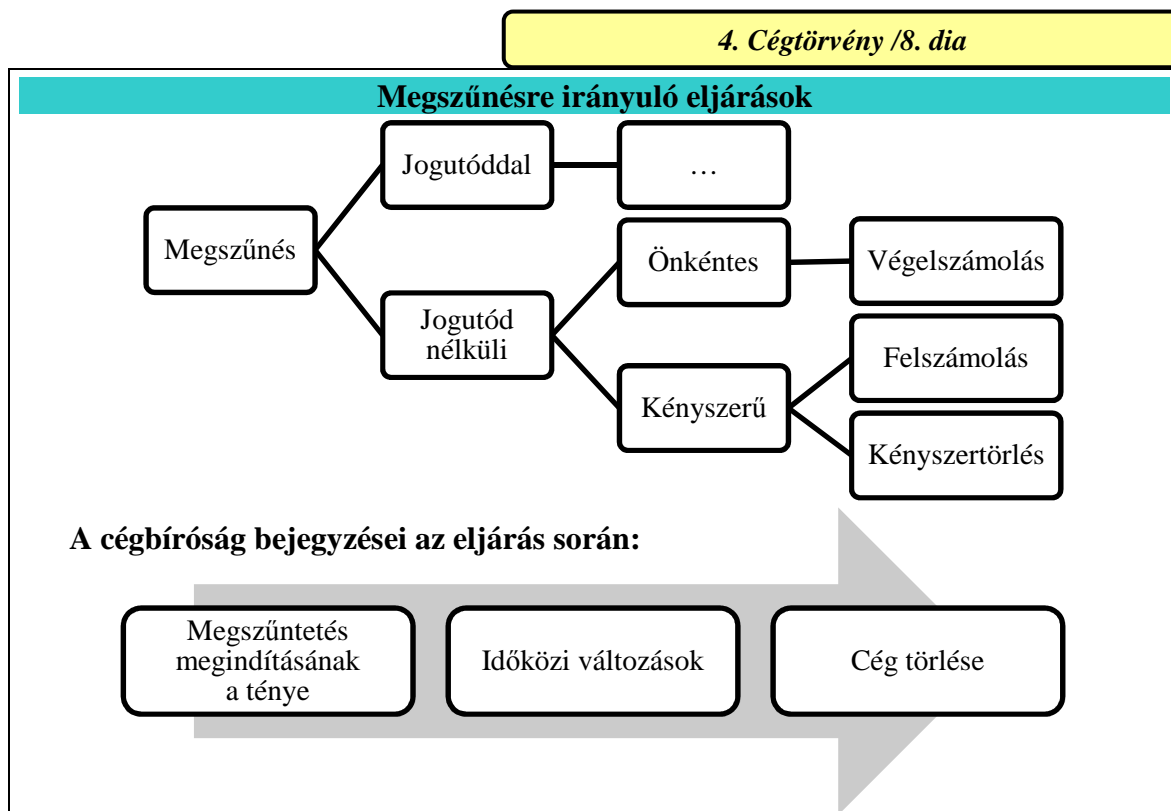 4. Cégtörvény /8. dia
Megszűnésre irányuló eljárások
Jogutóddal
…
Megszűnés
Önkéntes
Végelszámolás
Jogutód
nélküli
Felszámolás
Kényszerű
Kényszertörlés
A cégbíróság bejegyzései az eljárás során:
Megszűntetés
megindításának
a ténye
Időközi változások
Cég törlése